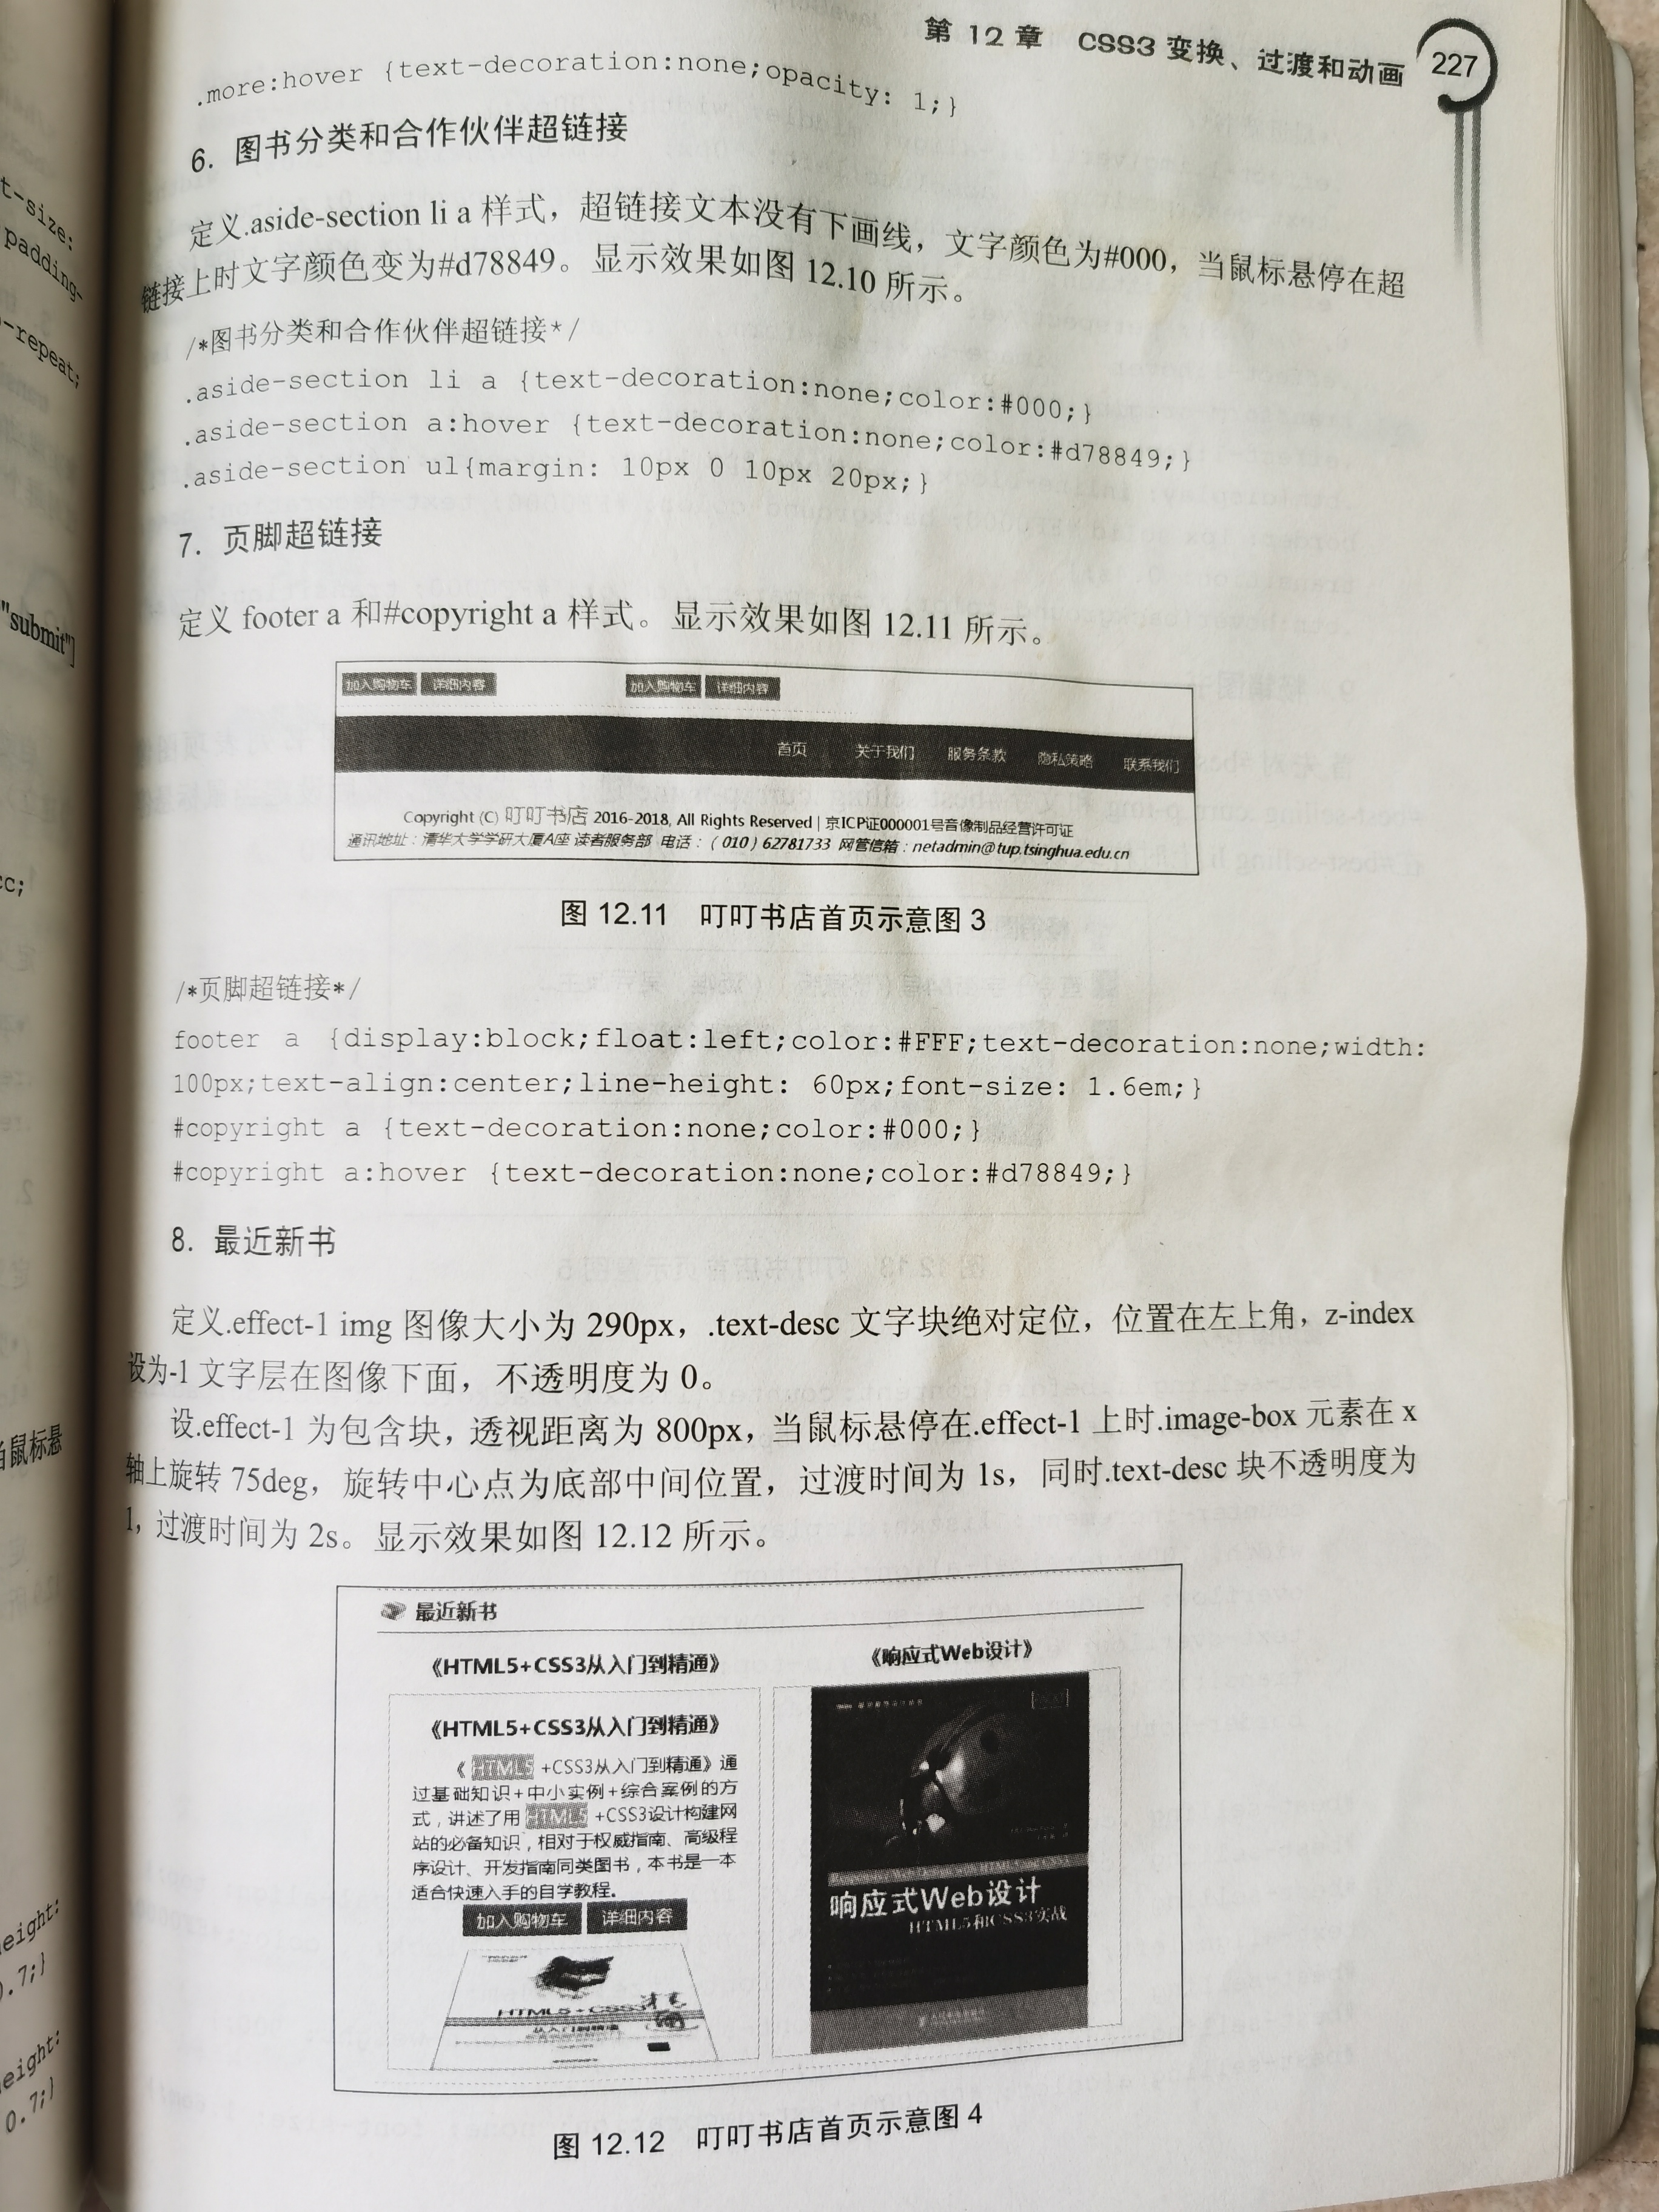 第 12 章 CSS3 变换、过渡和动画 227
.more:hover {text-decoration:none;opacity: 1;}
6. 图书分类和合作伙伴超链接
定义.aside-section li a 样式，超链接文本没有下画线，文字颜色为#000，当鼠标悬停在超
链接上时文字颜色变为#d78849。显示效果如图 12.10 所示。
/*图书分类和合作伙伴超链接*/
.aside-section li a {text-decoration:none;color:#000;}
.aside-section a:hover {text-decoration:none;color:#d78849;}
.aside-section ul{margin: 10px 0 10px 20px;}
7. 页脚超链接
定义 footer a 和#copyright a 样式。显示效果如图 12.11 所示。
加入购物车 详细内容 加入购物车 详细内容
首页 关于我们 服务条款 隐私策略 联系我们
Copyright (C) 叮叮书店 2016-2018, All Rights Reserved | 京ICP证000001号音像制品经营许可证
通讯地址：清华大学学研大厦A座 读者服务部 电话：（010）62781733 网管信箱：netadmin@tup.tsinghua.edu.cn
图 12.11 叮叮书店首页示意图 3
/*页脚超链接*/
footer a {display:block;float:left;color:#FFF;text-decoration:none;width:
100px;text-align:center;line-height: 60px;font-size: 1.6em;}
#copyright a {text-decoration:none;color:#000;}
#copyright a:hover {text-decoration:none;color:#d78849;}
8. 最近新书
定义.effect-1 img 图像大小为 290px，.text-desc 文字块绝对定位，位置在左上角，z-index
设为-1 文字层在图像下面，不透明度为 0。
设.effect-1 为包含块，透视距离为 800px，当鼠标悬停在.effect-1 上时.image-box 元素在 x
轴上旋转 75deg，旋转中心点为底部中间位置，过渡时间为 1s，同时.text-desc 块不透明度为
1，过渡时间为 2s。显示效果如图 12.12 所示。
最近新书
《HTML5+CSS3从入门到精通》
《HTML5+CSS3从入门到精通》
《 HTML5 +CSS3从入门到精通》通
过基础知识+中小实例+综合案例的方
式，讲述了用 HTML5 +CSS3设计构建网
站的必备知识，相对于权威指南、高级程
序设计、开发指南同类图书，本书是一本
适合快速入手的自学教程。
加入购物车 详细内容
HTML5+CSS3
从入门到精通
《响应式Web设计》
响应式Web设计
HTML5和CSS3实战
图 12.12 叮叮书店首页示意图 4
t-size:
padding-
-repeat;
"submit"]
cc;
当鼠标悬
eight:
0.7;}
eight:
0.7;}